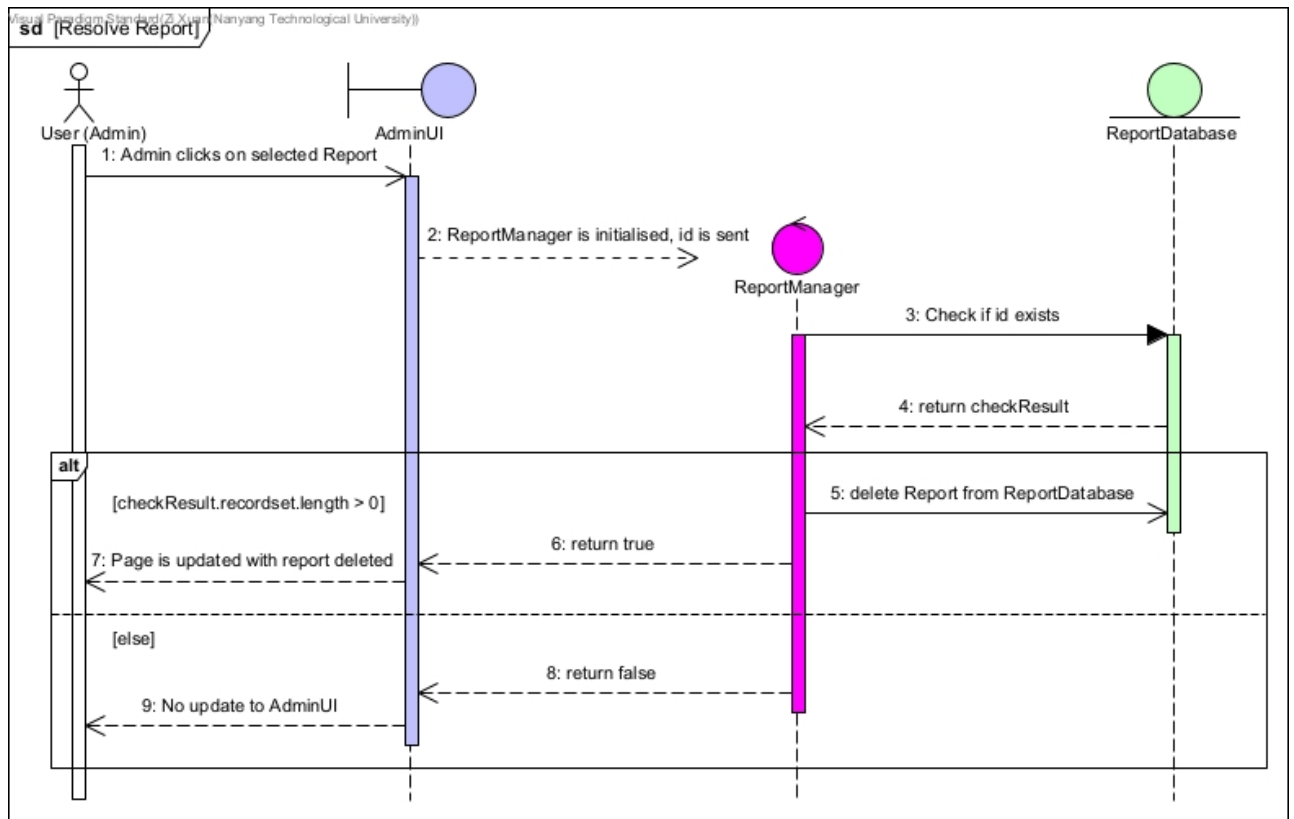 Visual Paradigm Standard(Zi Xuan(Nanyang Technological University))
sd [Resolve Report]
User (Admin)
AdminUI
ReportDatabase
1: Admin clicks on selected Report
2: ReportManager is initialised, id is sent
ReportManager
3: Check if id exists
4: return checkResult
alt
[checkResult.recordset.length > 0]
5: delete Report from ReportDatabase
6: return true
7: Page is updated with report deleted
[else]
8: return false
9: No update to AdminUI